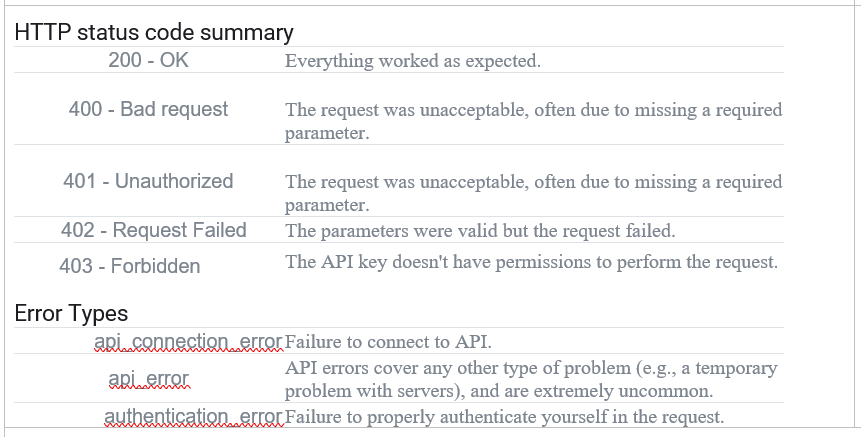 HTTP status code summary
200 - OK Everything worked as expected.
400 - Bad request The request was unacceptable, often due to missing a required
parameter.
401 - Unauthorized The request was unacceptable, often due to missing a required
parameter.
402 - Request Failed The parameters were valid but the request failed.
403 - Forbidden The API key doesn't have permissions to perform the request.
Error Types
api_connection_error Failure to connect to API.
api_error API errors cover any other type of problem (e.g., a temporary
problem with servers), and are extremely uncommon.
authentication_error Failure to properly authenticate yourself in the request.